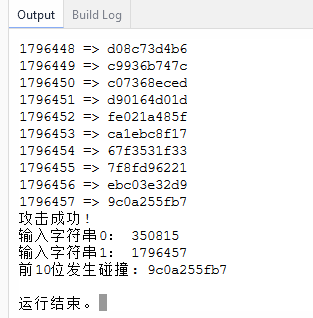 Output Build Log
1796448 => d08c73d4b6
1796449 => c9936b747c
1796450 => c07368eced
1796451 => d90164d01d
1796452 => fe021a485f
1796453 => ca1ebc8f17
1796454 => 67f3531f33
1796455 => 7f8fd96221
1796456 => ebc03e32d9
1796457 => 9c0a255fb7
攻击成功！
输入字符串0： 350815
输入字符串1： 1796457
前10位发生碰撞：9c0a255fb7
运行结束。